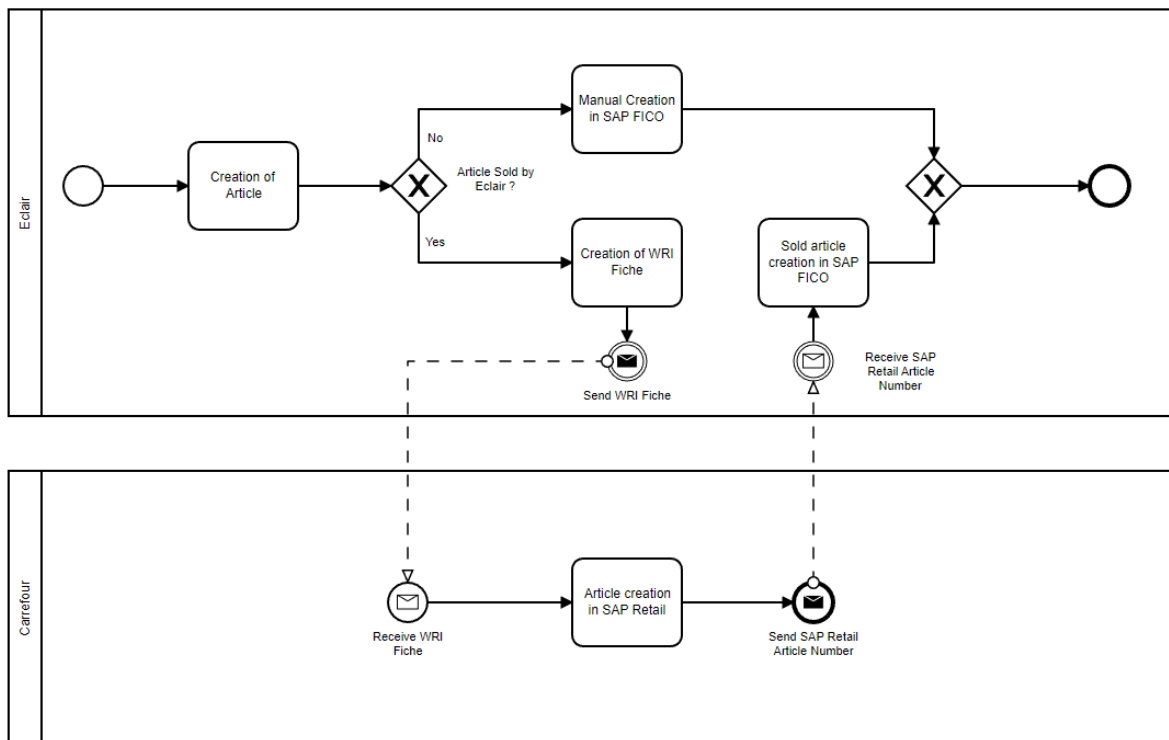 Eclair
Manual Creation
in SAP FICO
No
Creation of
Article
Article Sold by
Eclair ?
Yes
Creation of WRI
Fiche
Sold article
creation in SAP
FICO
Send WRI Fiche
Receive SAP
Retail Article
Number
Carrefour
Receive WRI
Fiche
Article creation
in SAP Retail
Send SAP Retail
Article Number